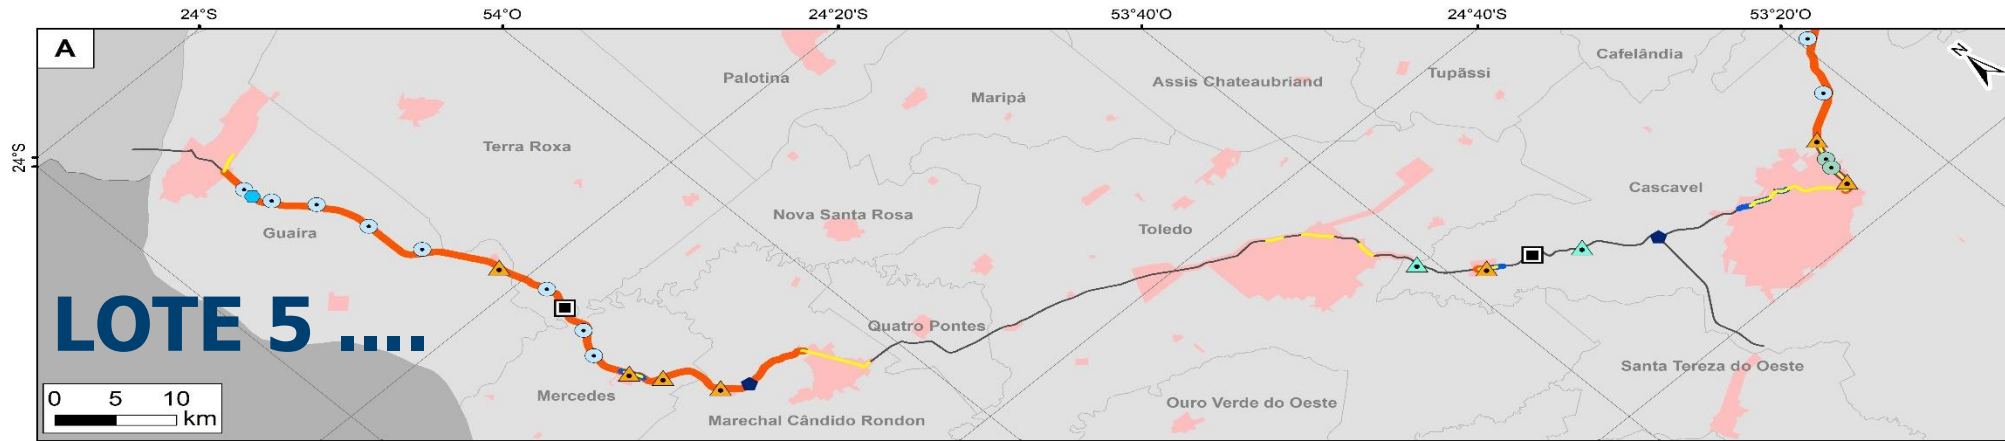 24°S 54°O 24°20'S 53°40'O 24°40'S 53°20'O
A
N
24°S
Cafelândia
Palotina
Assis Chateaubriand
Tupãssi
Maripá
Terra Roxa
Cascavel
Nova Santa Rosa
Toledo
Guaíra
LOTE 5 ....
Quatro Pontes
Santa Tereza do Oeste
Mercedes
Ouro Verde do Oeste
Marechal Cândido Rondon
0 5 10
km